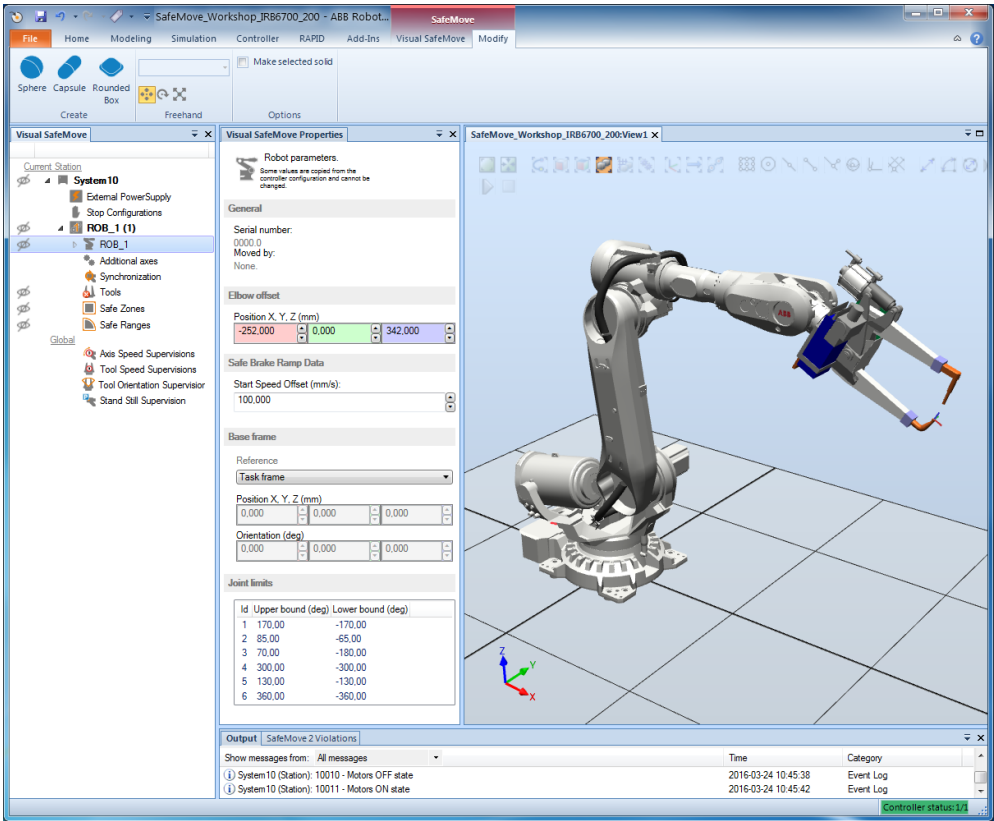 SafeMove_Workshop_IRB6700_200 - ABB Robot...
SafeMove
File Home Modeling Simulation Controller RAPID Add-Ins Visual SafeMove Modify
Make selected solid
Sphere Capsule Rounded Box
Create Freehand Options
Visual SafeMove
Current Station
System10
External PowerSupply
Stop Configurations
ROB_1 (1)
ROB_1
Additional axes
Synchronization
Tools
Safe Zones
Safe Ranges
Global
Axis Speed Supervisions
Tool Speed Supervisions
Tool Orientation Supervisior
Stand Still Supervision
Visual SafeMove Properties
Robot parameters.
Some values are copied from the
controller configuration and cannot be
changed.
General
Serial number:
0000.0
Moved by:
None.
Elbow offset
Position X, Y, Z (mm)
-252,000 0,000 342,000
Safe Brake Ramp Data
Start Speed Offset (mm/s):
100,000
Base frame
Reference
Task frame
Position X, Y, Z (mm)
0,000 0,000 0,000
Orientation (deg)
0,000 0,000 0,000
Joint limits
Id Upper bound (deg) Lower bound (deg)
1 170,00 -170,00
2 85,00 -65,00
3 70,00 -180,00
4 300,00 -300,00
5 130,00 -130,00
6 360,00 -360,00
SafeMove_Workshop_IRB6700_200:View1
ABB
Z
Y
X
Output SafeMove 2 Violations
Show messages from: All messages Time Category
System10 (Station): 10010 - Motors OFF state 2016-03-24 10:45:38 Event Log
System10 (Station): 10011 - Motors ON state 2016-03-24 10:45:42 Event Log
Controller status: 1/1